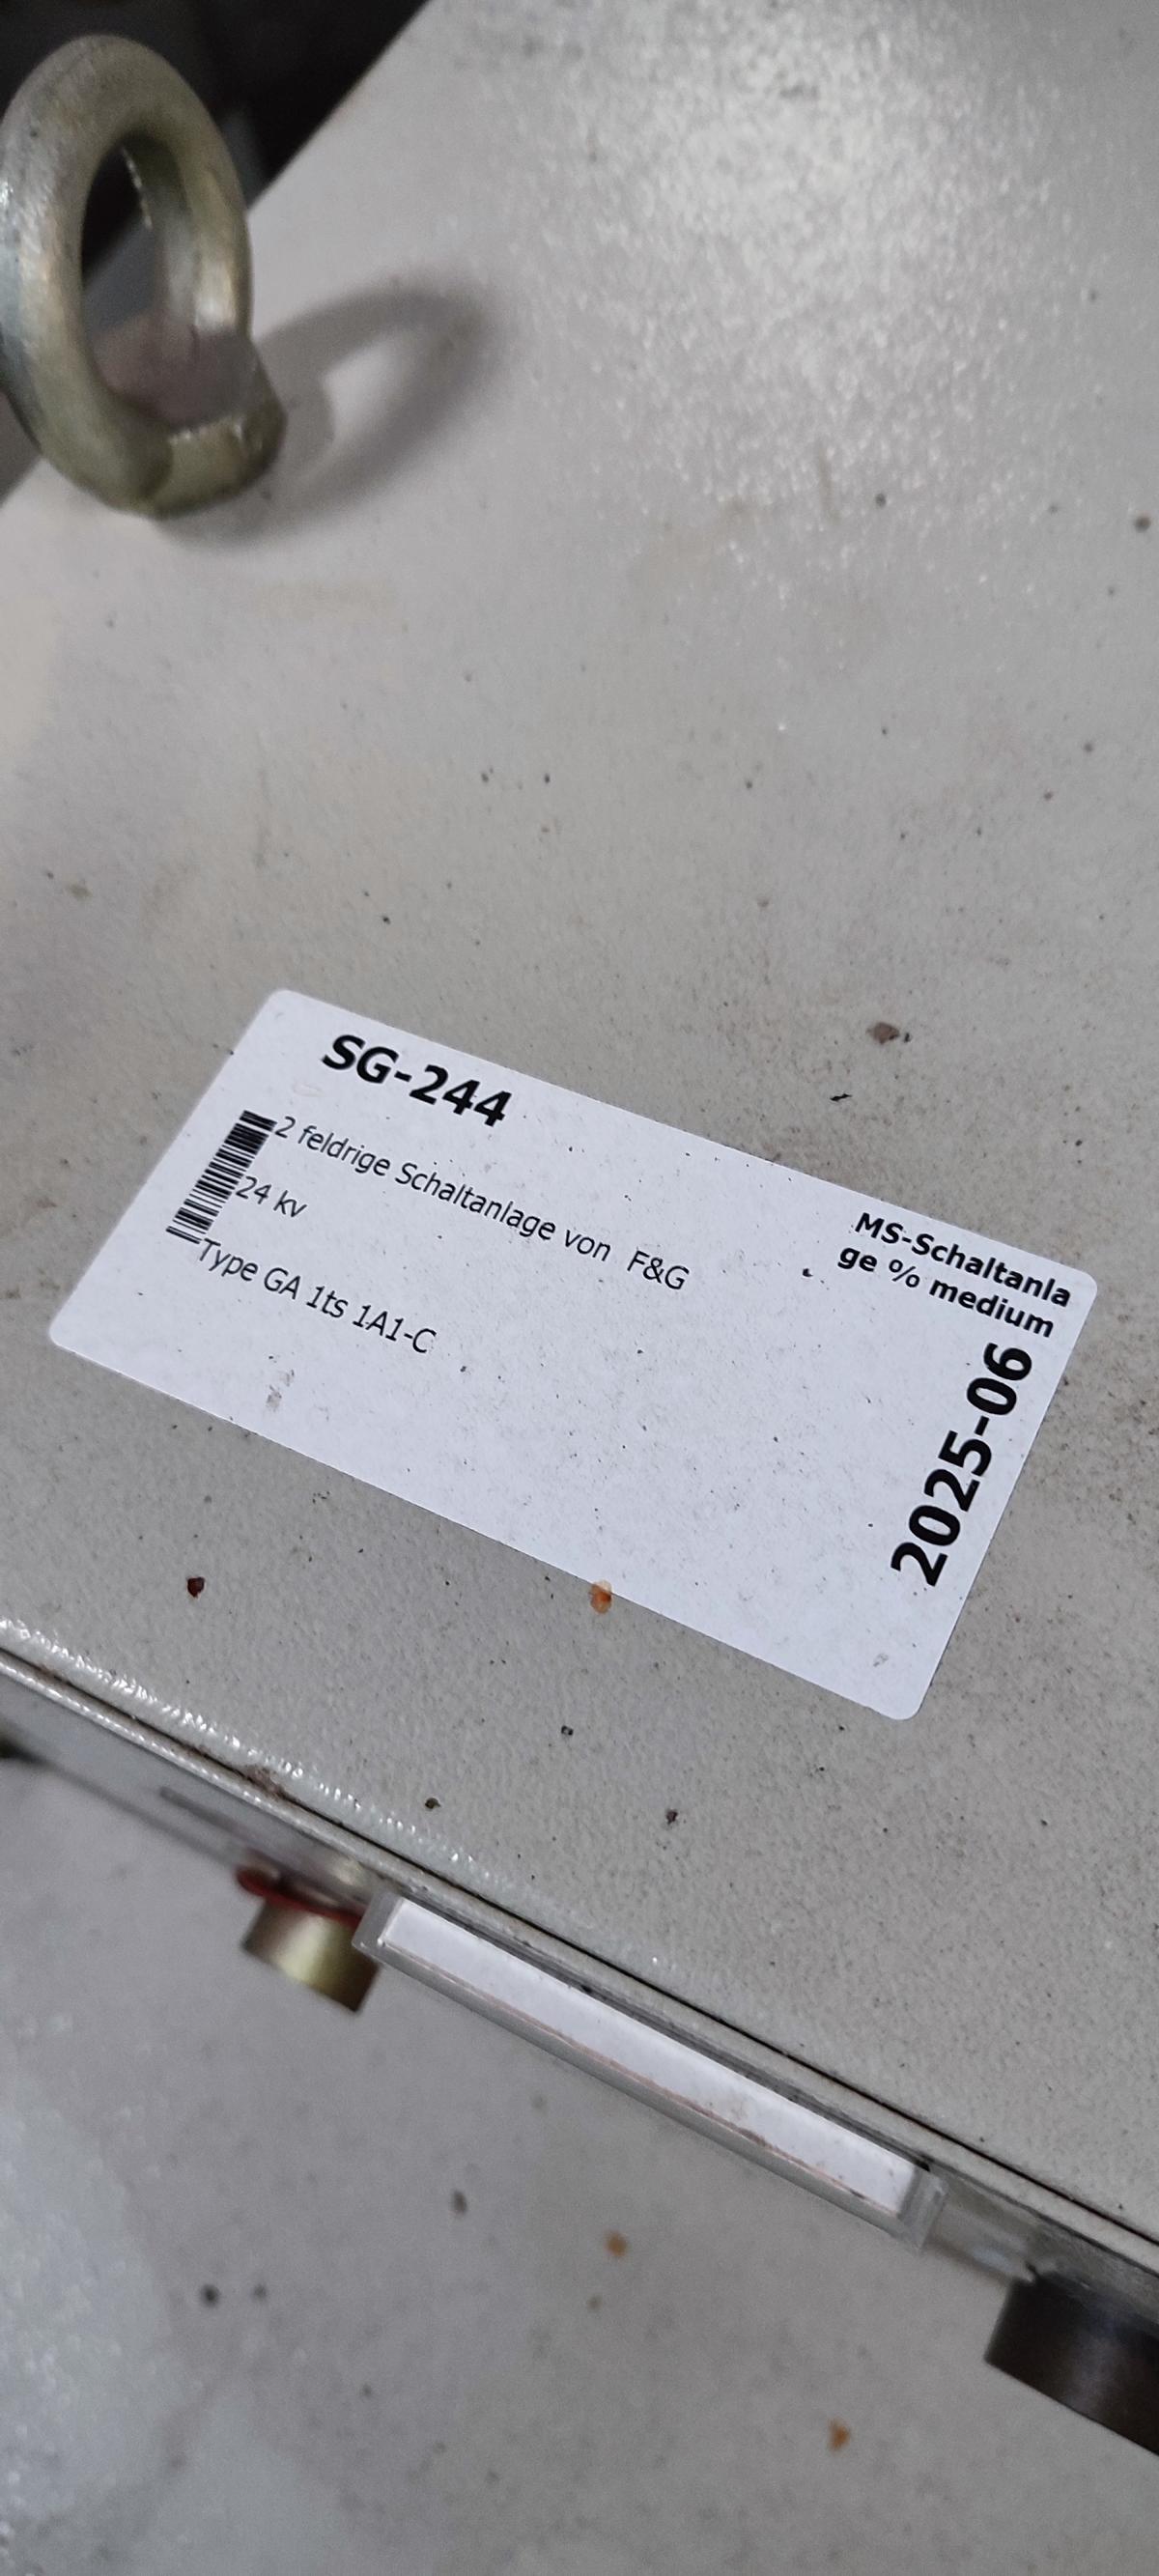 SG-244
2 feldrige Schaltanlage von F&G
24 kv
Type GA 1ts 1A1-C
MS-Schaltanla
ge % medium
2025-06